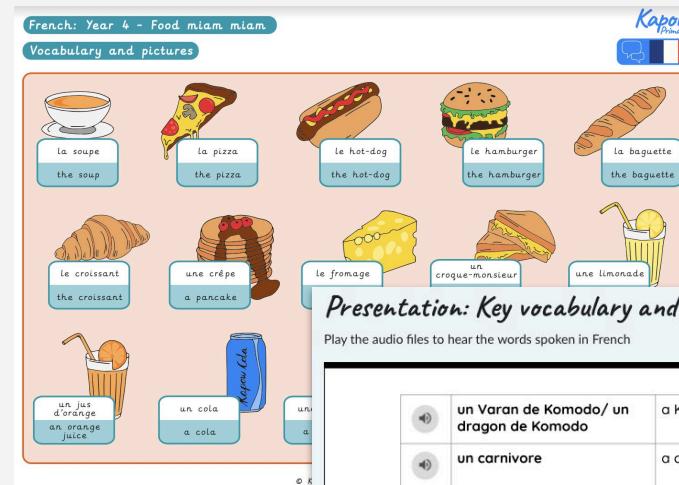 French: Year 4 - Food miam miam
Vocabulary and pictures
Kapow
Prim
la soupe
the soup
la pizza
the pizza
le hot-dog
the hot-dog
le hamburger
the hamburger
la baguette
the baguette
le croissant
the croissant
une crêpe
a pancake
le fromage
un
croque-monsieur
une limonade
un jus
d'orange
an orange
juice
Kapow Cola
un cola
a cola
un
a
©
Presentation: Key vocabulary and
Play the audio files to hear the words spoken in French
un Varan de Komodo/ un
dragon de Komodo
a
un carnivore
a